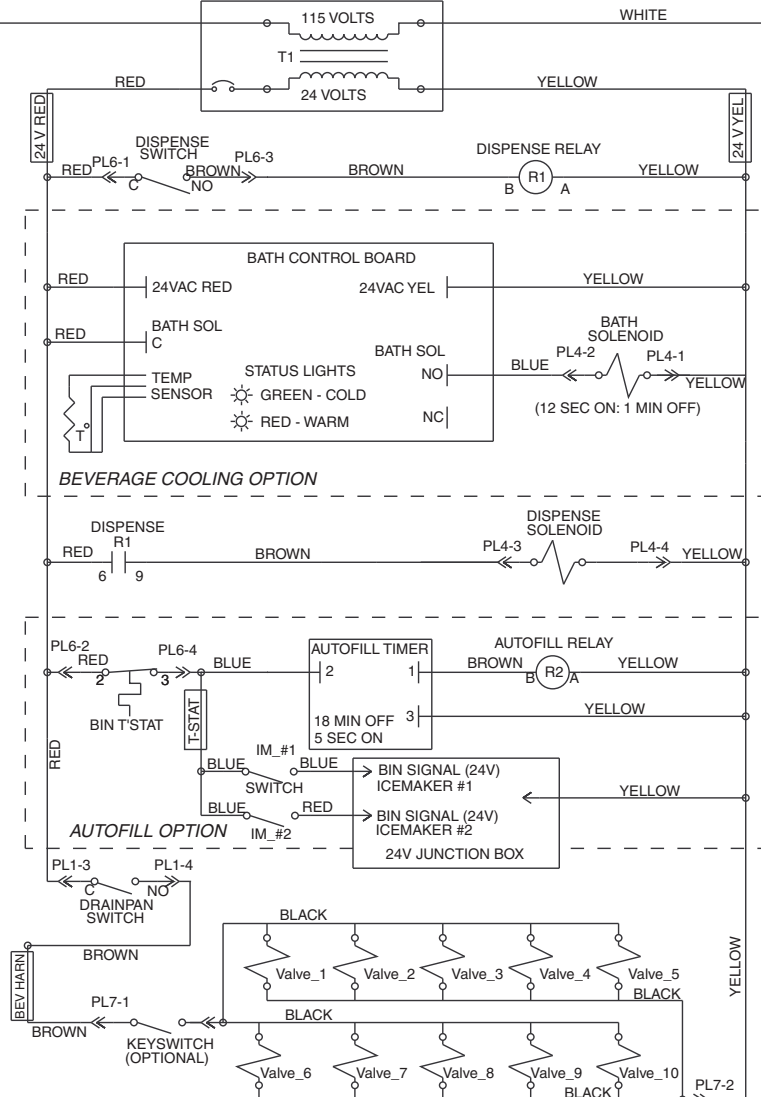 115 VOLTS
WHITE
T1
RED
24 VOLTS
YELLOW
24 V RED
24 V YEL
DISPENSE
SWITCH
DISPENSE RELAY
RED
PL6-1
C
BROWN
NO
PL6-3
BROWN
R1
B
A
YELLOW
BATH CONTROL BOARD
RED
24VAC RED
24VAC YEL
YELLOW
RED
BATH SOL
C
BATH SOL
NO
BLUE
PL4-2
BATH
SOLENOID
PL4-1
YELLOW
(12 SEC ON: 1 MIN OFF)
TEMP
SENSOR
T°
STATUS LIGHTS
GREEN - COLD
RED - WARM
NC
BEVERAGE COOLING OPTION
DISPENSE
R1
RED
6
9
BROWN
PL4-3
DISPENSE
SOLENOID
PL4-4
YELLOW
PL6-2
RED
2
3
PL6-4
BIN T'STAT
BLUE
AUTOFILL TIMER
2
1
3
18 MIN OFF
5 SEC ON
AUTOFILL RELAY
BROWN
B
R2
A
YELLOW
YELLOW
T-STAT
RED
IM_#1
BLUE
BLUE
SWITCH
BIN SIGNAL (24V)
ICEMAKER #1
YELLOW
BLUE
RED
IM_#2
BIN SIGNAL (24V)
ICEMAKER #2
24V JUNCTION BOX
AUTOFILL OPTION
PL1-3
PL1-4
C
NO
DRAINPAN
SWITCH
BROWN
BEV HARN
BLACK
Valve_1
Valve_2
Valve_3
Valve_4
Valve_5
BLACK
YELLOW
PL7-1
BROWN
KEYSWITCH
(OPTIONAL)
BLACK
Valve_6
Valve_7
Valve_8
Valve_9
Valve_10
BLACK
PL7-2